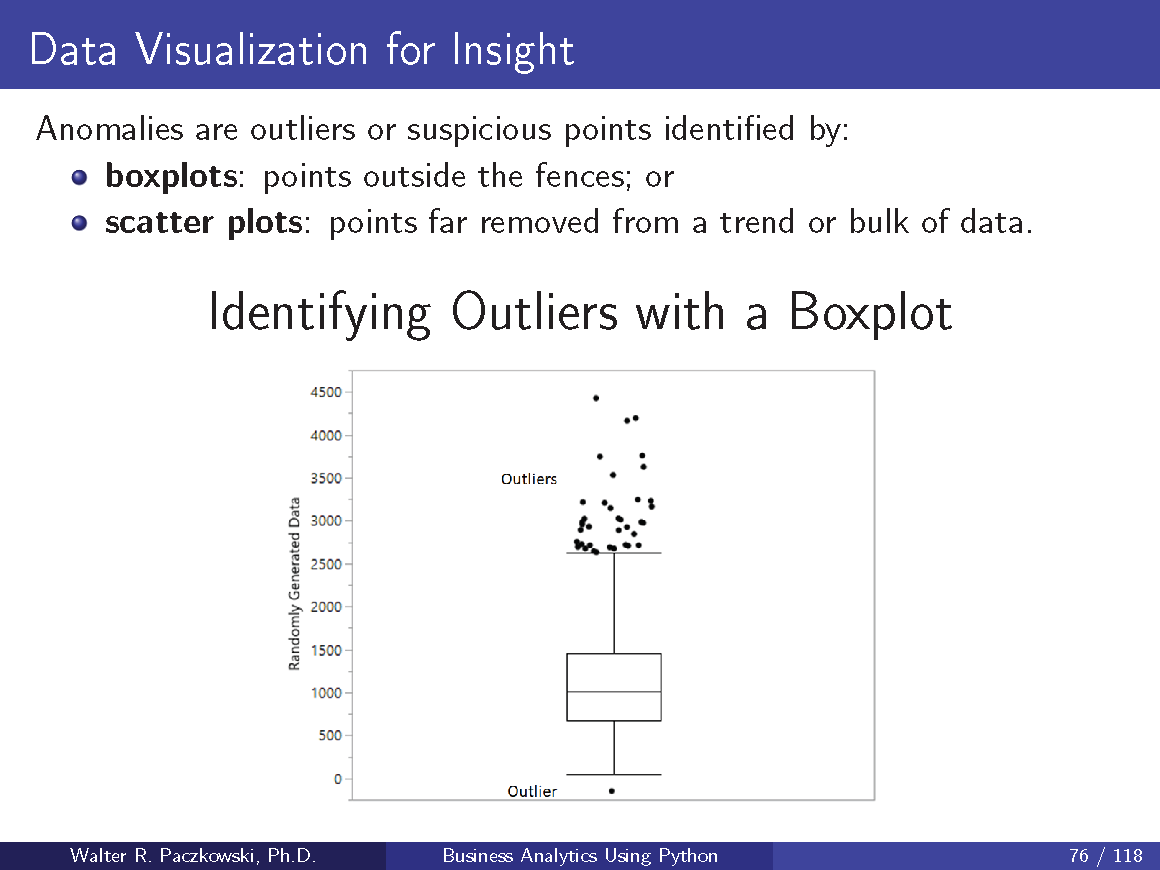 Data Visualization for Insight
Anomalies are outliers or suspicious points identified by:
boxplots: points outside the fences; or
scatter plots: points far removed from a trend or bulk of data.
Identifying Outliers with a Boxplot
4500
4000
3500
3000
2500
2000
1500
1000
500
0
Randomly Generated Data
Outliers
Outlier
Walter R. Paczkowski, Ph.D.
Business Analytics Using Python
76 / 118